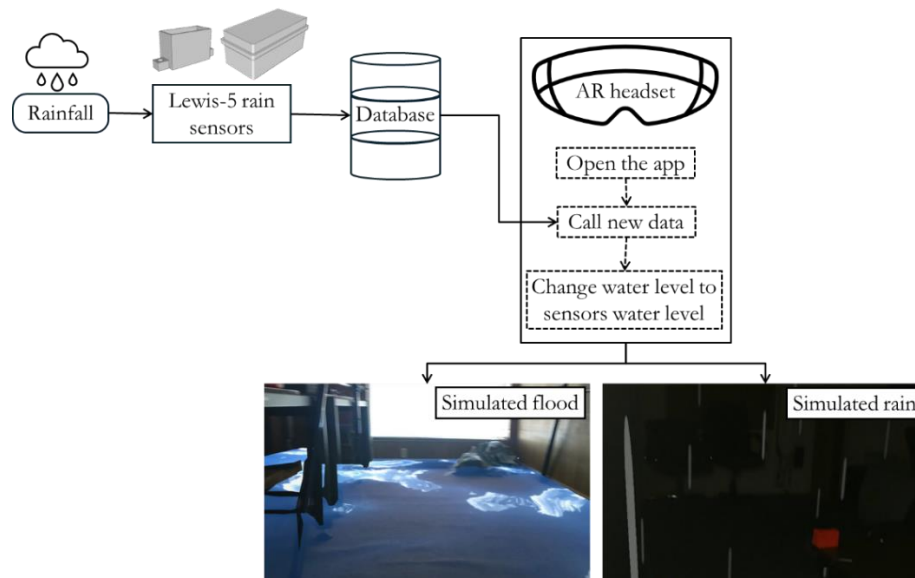 Rainfall
Lewis-5 rain
sensors
Database
AR headset
Open the app
Call new data
Change water level to
sensors water level
Simulated flood
Simulated rain